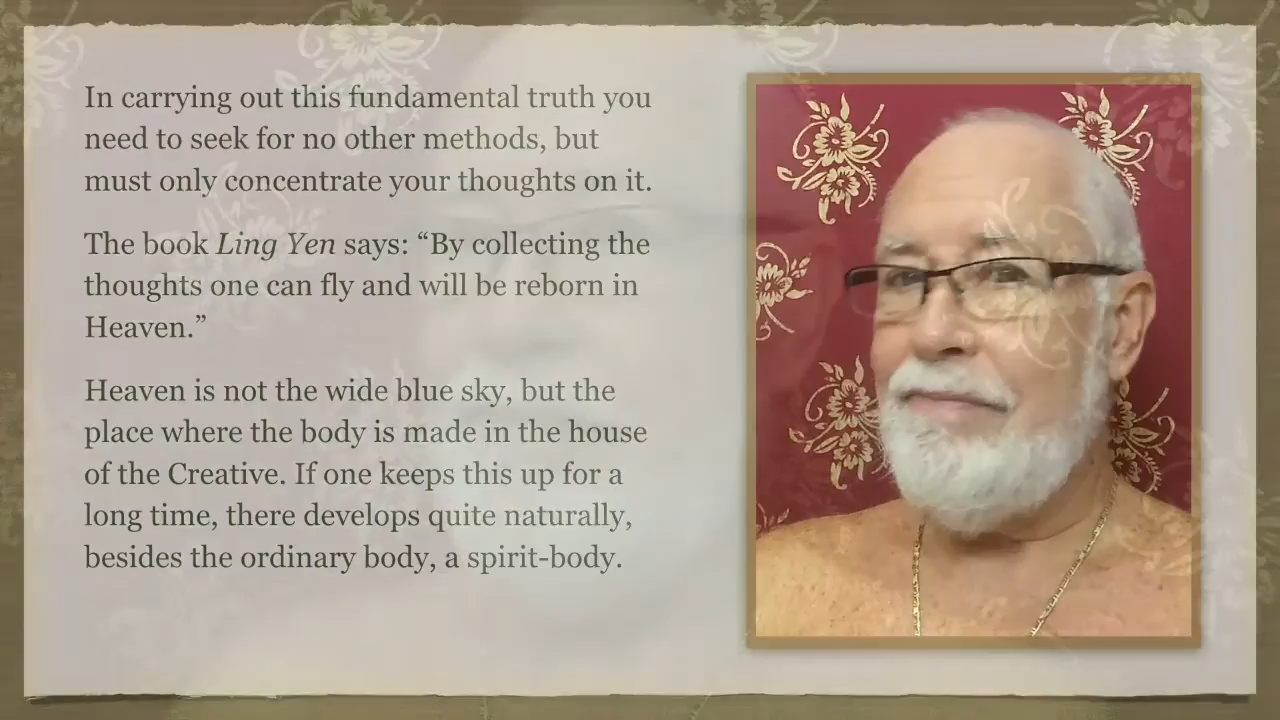 In carrying out this fundamental truth you
need to seek for no other methods, but
must only concentrate your thoughts on it.
The book Ling Yen says: “By collecting the
thoughts one can fly and will be reborn in
Heaven.”
Heaven is not the wide blue sky, but the
place where the body is made in the house
of the Creative. If one keeps this up for a
long time, there develops quite naturally,
besides the ordinary body, a spirit-body.